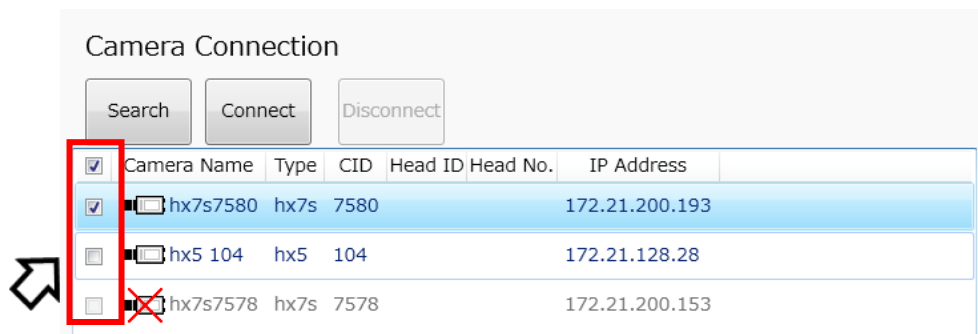 Camera Connection
Search Connect Disconnect
Camera Name Type CID Head ID Head No. IP Address
hx7s7580 hx7s 7580 172.21.200.193
hx5 104 hx5 104 172.21.128.28
hx7s7578 hx7s 7578 172.21.200.153